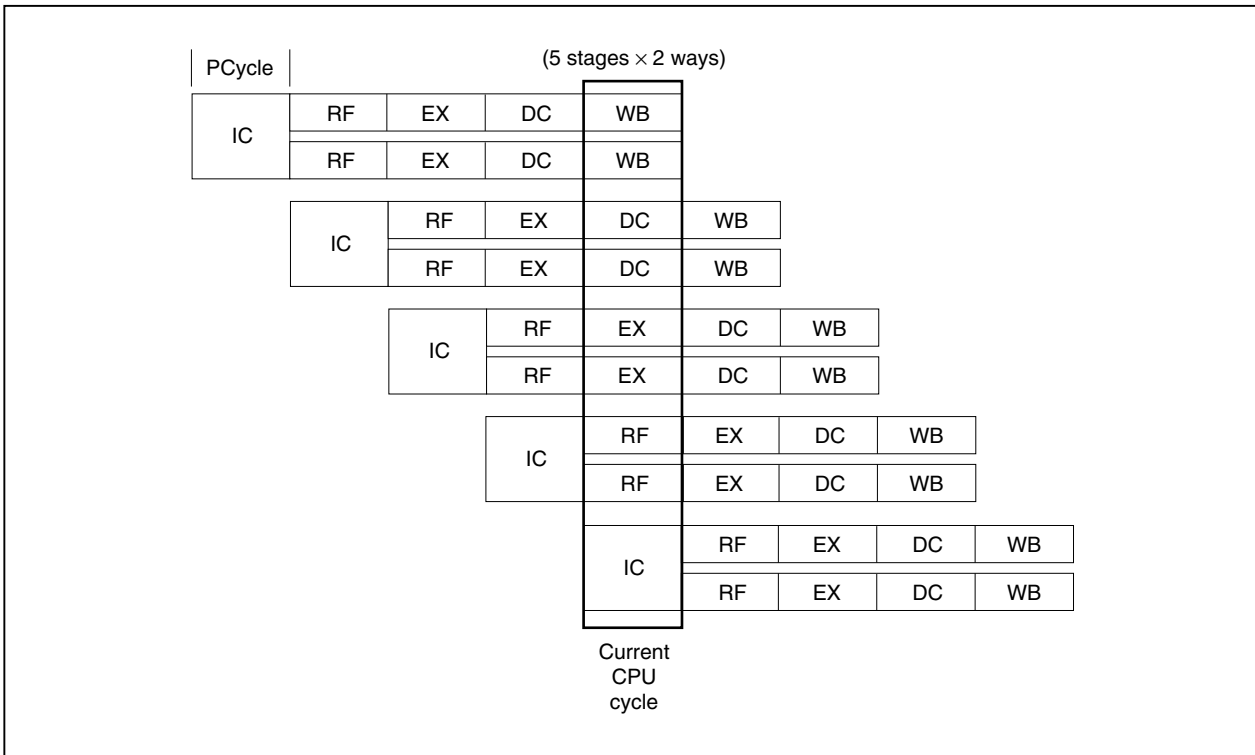 PCycle
(5 stages × 2 ways)
IC
RF EX DC WB
RF EX DC WB
IC
RF EX DC WB
RF EX DC WB
IC
RF EX DC WB
RF EX DC WB
IC
RF EX DC WB
RF EX DC WB
IC
RF EX DC WB
RF EX DC WB
Current
CPU
cycle